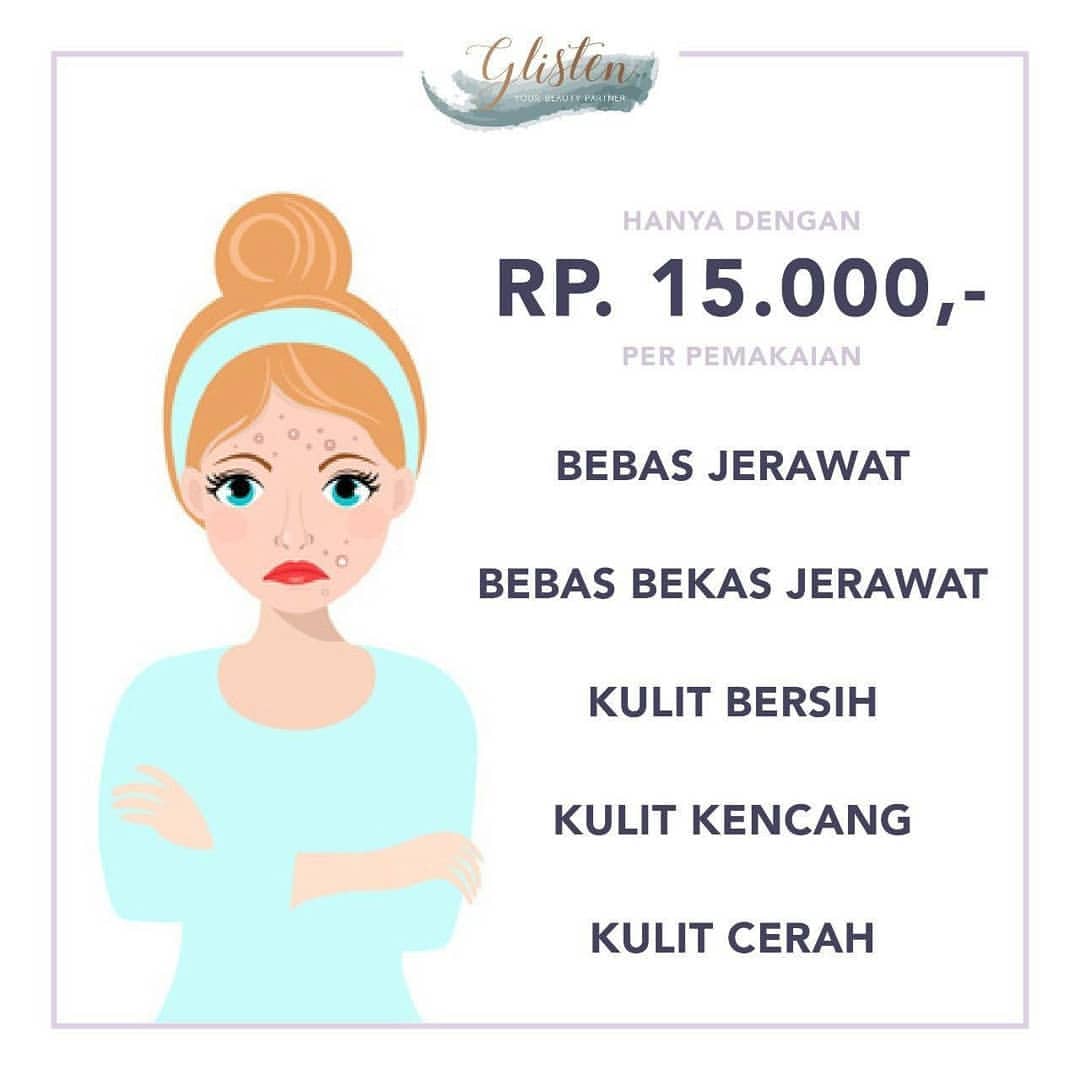 Glisten
YOUR BEAUTY PARTNER
HANYA DENGAN
RP. 15.000,-
PER PEMAKAIAN
BEBAS JERAWAT
BEBAS BEKAS JERAWAT
KULIT BERSIH
KULIT KENCANG
KULIT CERAH